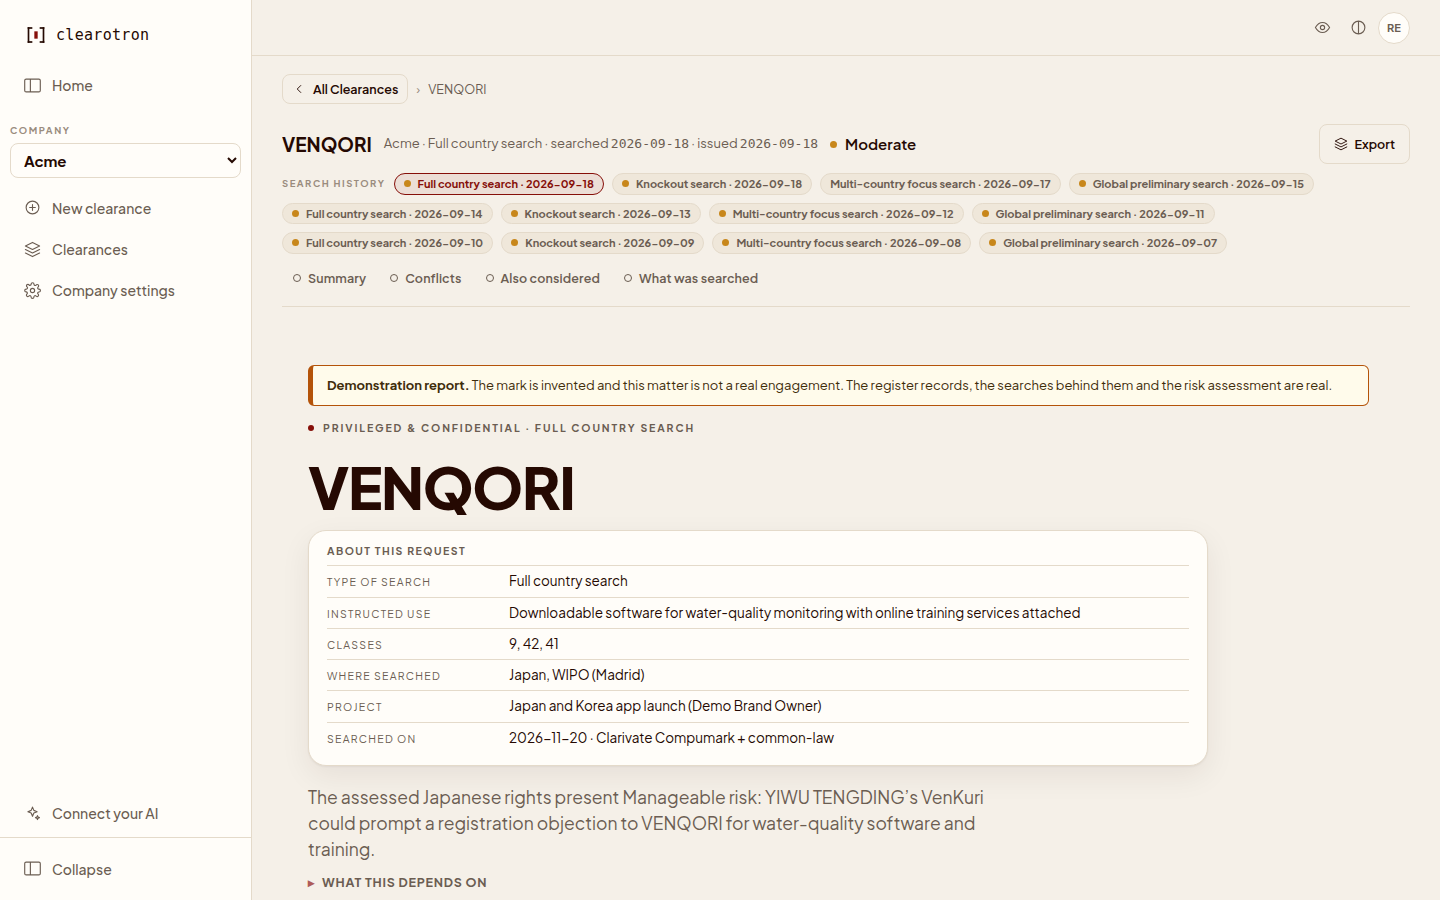 clearotron
RE
Home
COMPANY
Acme
New clearance
Clearances
Company settings
Connect your AI
Collapse
All Clearances › VENQORI
VENQORI Acme · Full country search · searched 2026-09-18 · issued 2026-09-18 Moderate
Export
SEARCH HISTORY Full country search · 2026-09-18 Knockout search · 2026-09-18 Multi-country focus search · 2026-09-17 Global preliminary search · 2026-09-15
Full country search · 2026-09-14 Knockout search · 2026-09-13 Multi-country focus search · 2026-09-12 Global preliminary search · 2026-09-11
Full country search · 2026-09-10 Knockout search · 2026-09-09 Multi-country focus search · 2026-09-08 Global preliminary search · 2026-09-07
Summary Conflicts Also considered What was searched
Demonstration report. The mark is invented and this matter is not a real engagement. The register records, the searches behind them and the risk assessment are real.
PRIVILEGED & CONFIDENTIAL · FULL COUNTRY SEARCH
VENQORI
ABOUT THIS REQUEST
TYPE OF SEARCH Full country search
INSTRUCTED USE Downloadable software for water-quality monitoring with online training services attached
CLASSES 9, 42, 41
WHERE SEARCHED Japan, WIPO (Madrid)
PROJECT Japan and Korea app launch (Demo Brand Owner)
SEARCHED ON 2026-11-20 · Clarivate Compumark + common-law
The assessed Japanese rights present Manageable risk: YIWU TENGDING's VenKuri
could prompt a registration objection to VENQORI for water-quality software and
training.
WHAT THIS DEPENDS ON